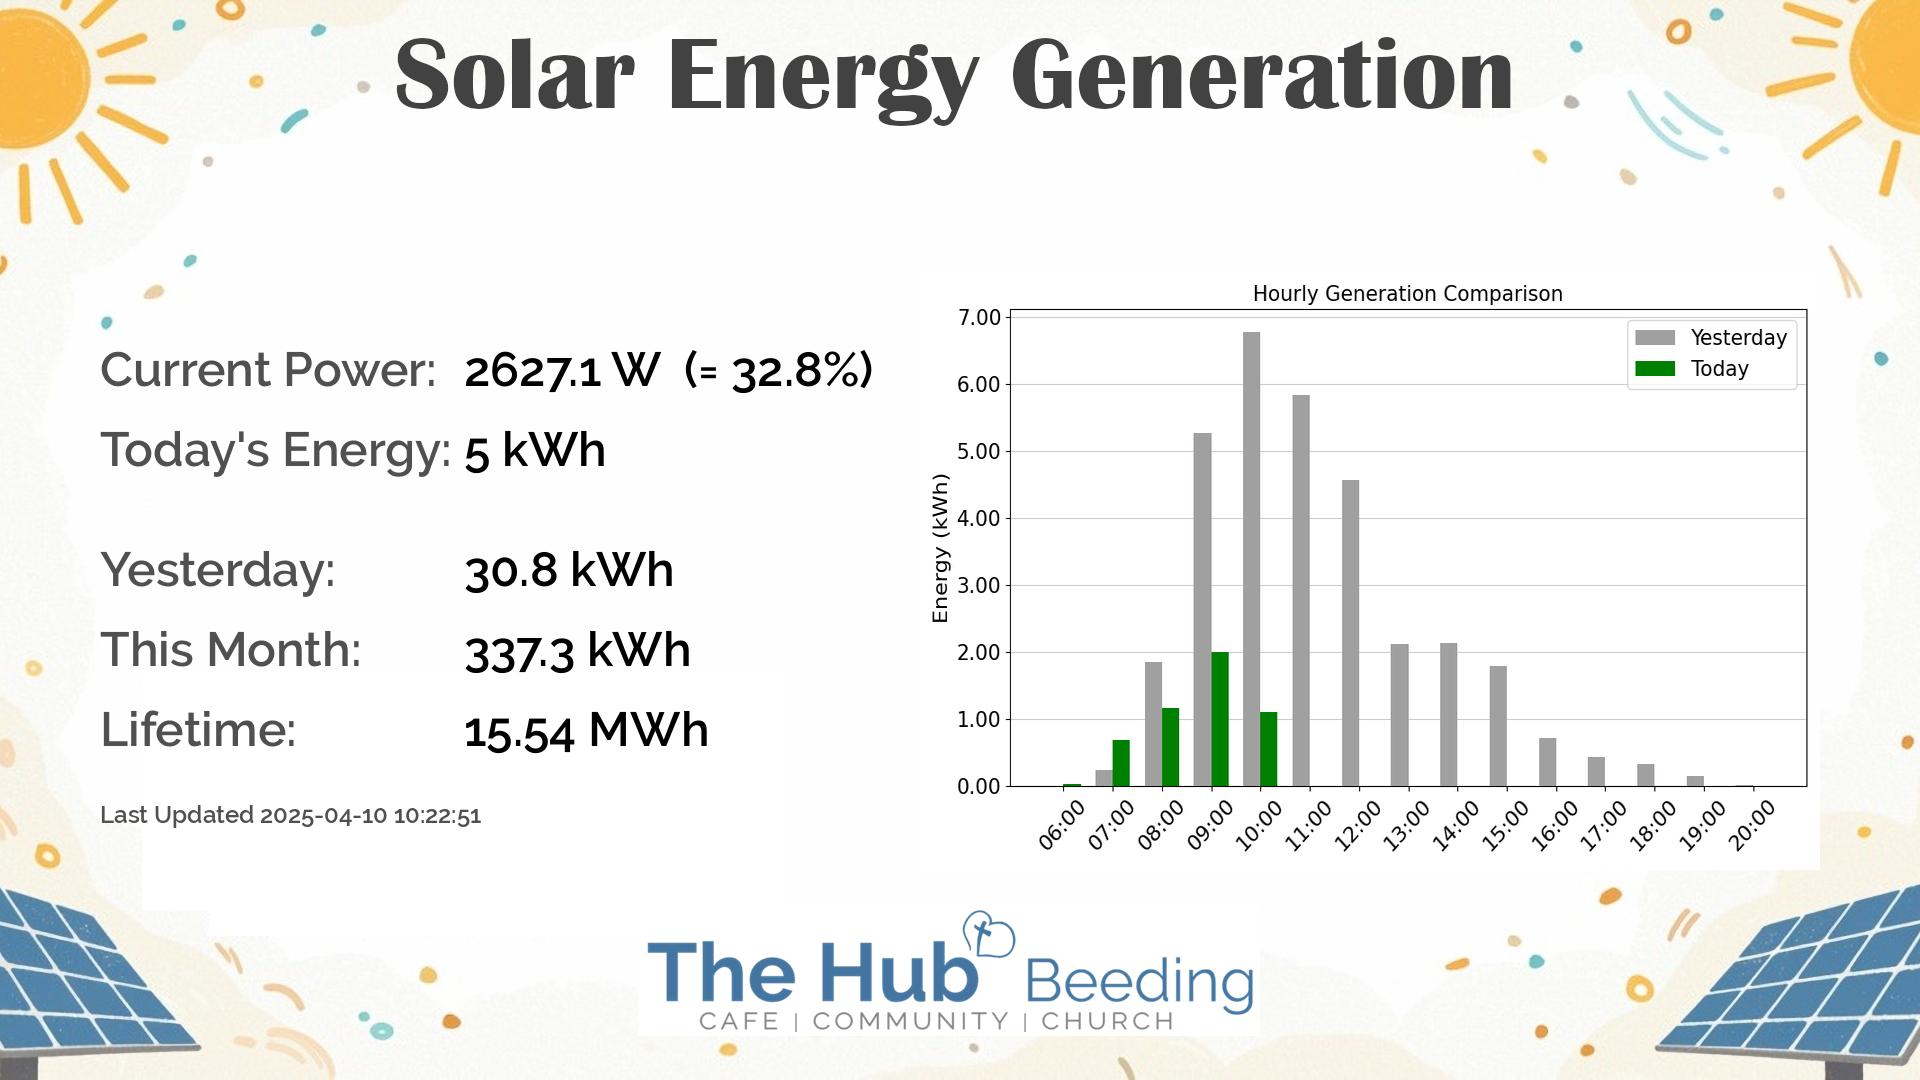 Solar Energy Generation
Current Power: 2627.1 W (= 32.8%)
Today's Energy: 5 kWh
Yesterday: 30.8 kWh
This Month: 337.3 kWh
Lifetime: 15.54 MWh
Last Updated 2025-04-10 10:22:51
Hourly Generation Comparison
Yesterday
Today
Energy (kWh)
7.00
6.00
5.00
4.00
3.00
2.00
1.00
0.00
06:00 07:00 08:00 09:00 10:00 11:00 12:00 13:00 14:00 15:00 16:00 17:00 18:00 19:00 20:00
The Hub Beeding
CAFE | COMMUNITY | CHURCH